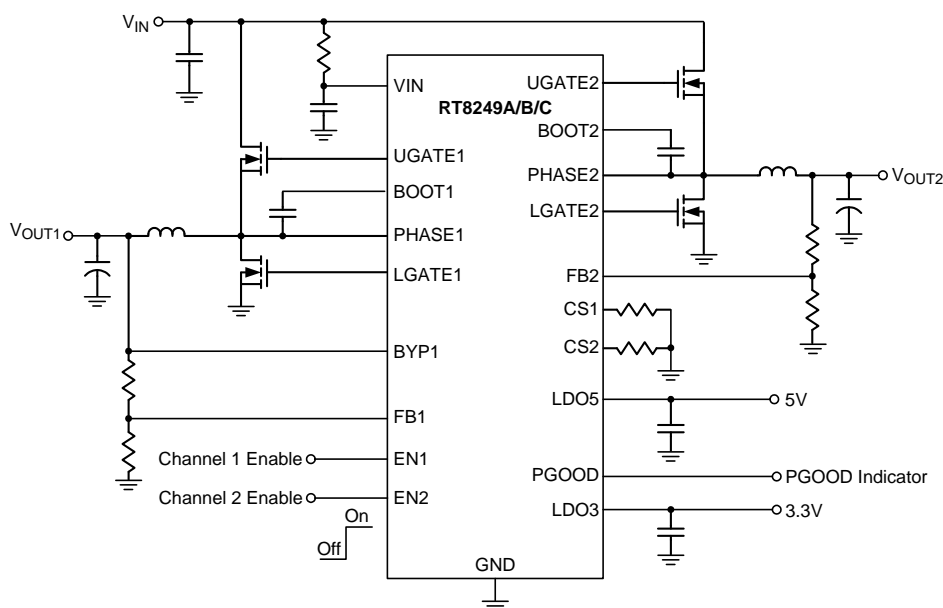 VIN
VIN
UGATE2
RT8249A/B/C
BOOT2
UGATE1
PHASE2
VOUT2
BOOT1
LGATE2
VOUT1
PHASE1
LGATE1
FB2
CS1
BYP1
CS2
LDO5
5V
FB1
Channel 1 Enable
EN1
PGOOD
PGOOD Indicator
Channel 2 Enable
EN2
LDO3
3.3V
On
Off
GND